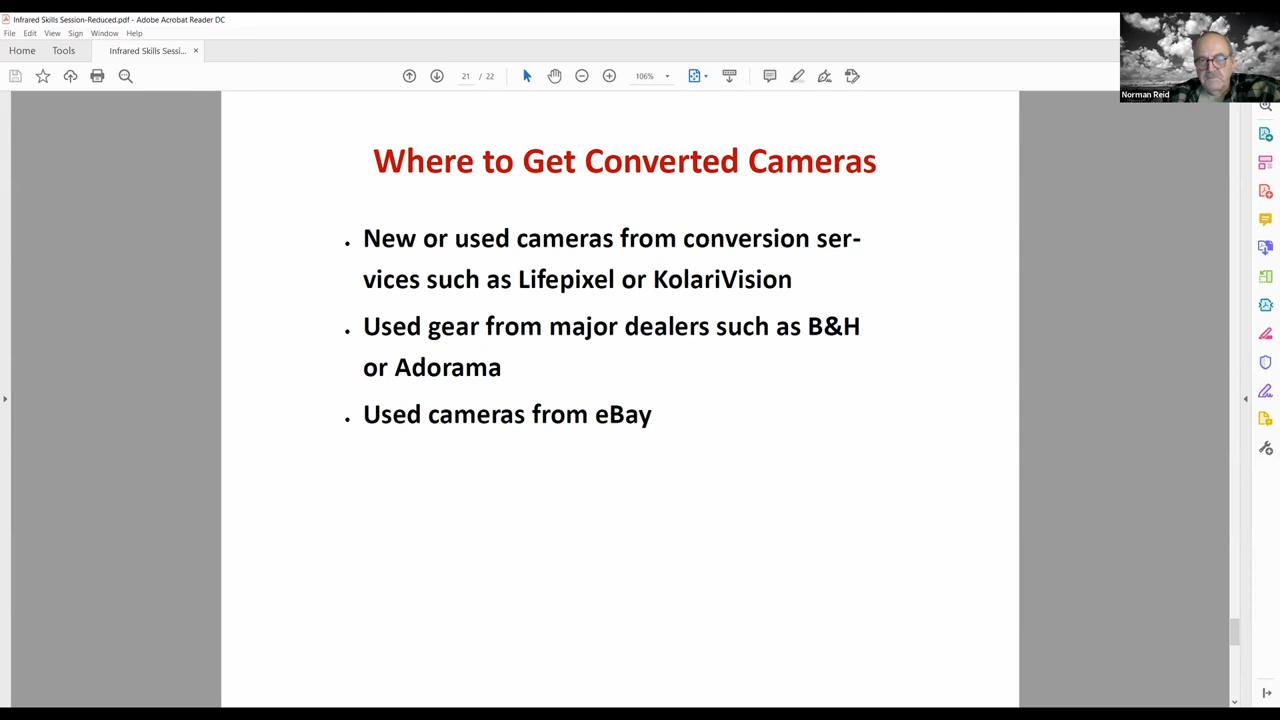 Infrared Skills Session-Reduced.pdf - Adobe Acrobat Reader DC
File Edit View Sign Window Help
Home Tools Infrared Skills Sessi... ×
21 / 22 106%
Norman Reid
Where to Get Converted Cameras
• New or used cameras from conversion ser-
vices such as Lifepixel or KolariVision
• Used gear from major dealers such as B&H
or Adorama
• Used cameras from eBay